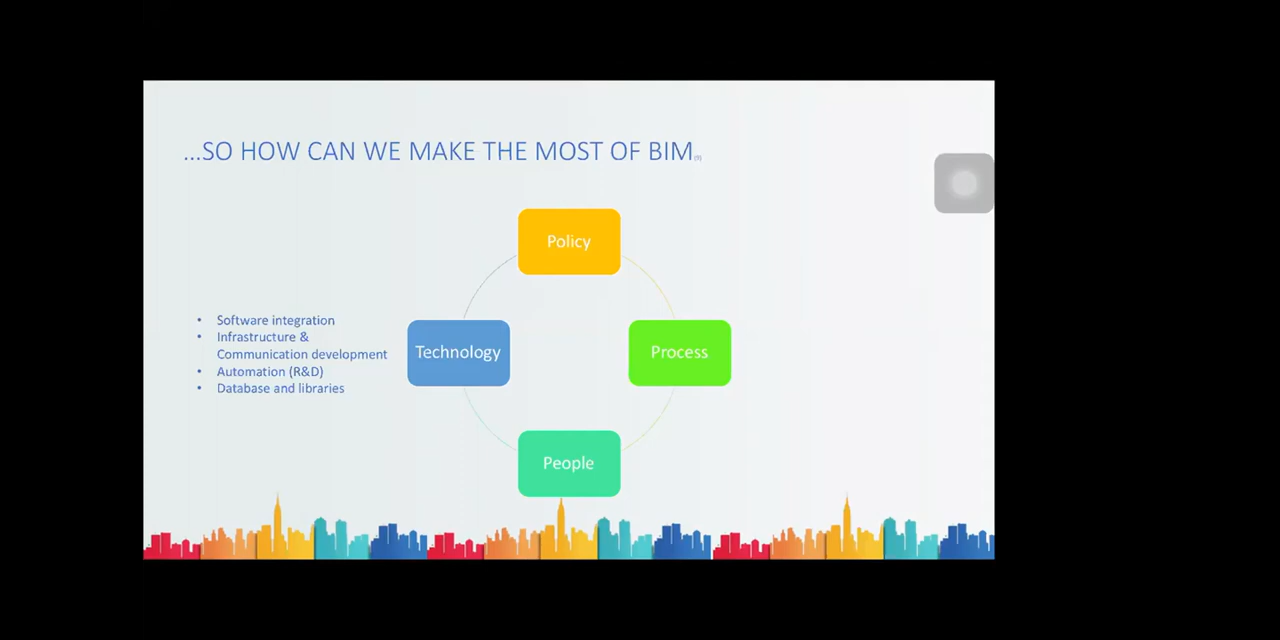 ...SO HOW CAN WE MAKE THE MOST OF BIM
Policy
• Software integration
• Infrastructure &
Communication development
• Automation (R&D)
• Database and libraries
Technology
Process
People